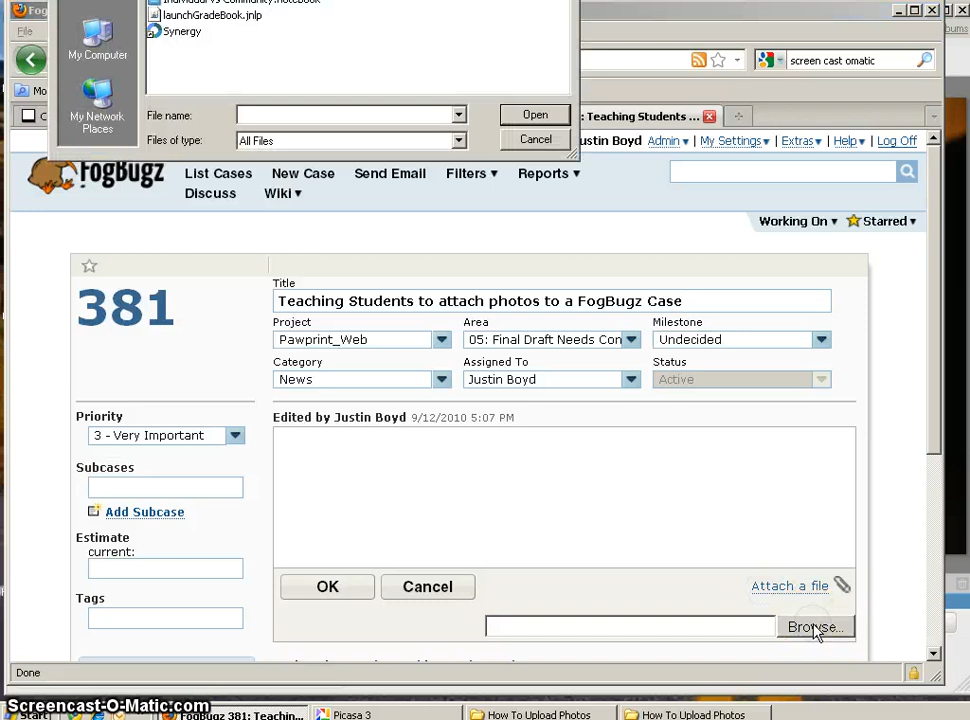 Individual vs Community.notebook
launchGradeBook.jnlp
Synergy
My Computer
My Network
Places
File name:
Open
Files of type:
All Files
Cancel
File
screen cast omatic
Mo
: Teaching Students ...
ustin Boyd Admin My Settings Extras Help Log Off
FogBugz
List Cases New Case Send Email Filters Reports
Discuss Wiki
Working On Starred
381
Title
Teaching Students to attach photos to a FogBugz Case
Project Area Milestone
Pawprint_Web 05: Final Draft Needs Con Undecided
Category Assigned To Status
News Justin Boyd Active
Priority
3 - Very Important
Edited by Justin Boyd 9/12/2010 5:07 PM
Subcases
Add Subcase
Estimate
current:
Tags
OK Cancel Attach a file
Browse...
Done
Screencast-O-Matic.com
Start FogBugz 381: Teachin... Picasa 3 How To Upload Photos How To Upload Photos